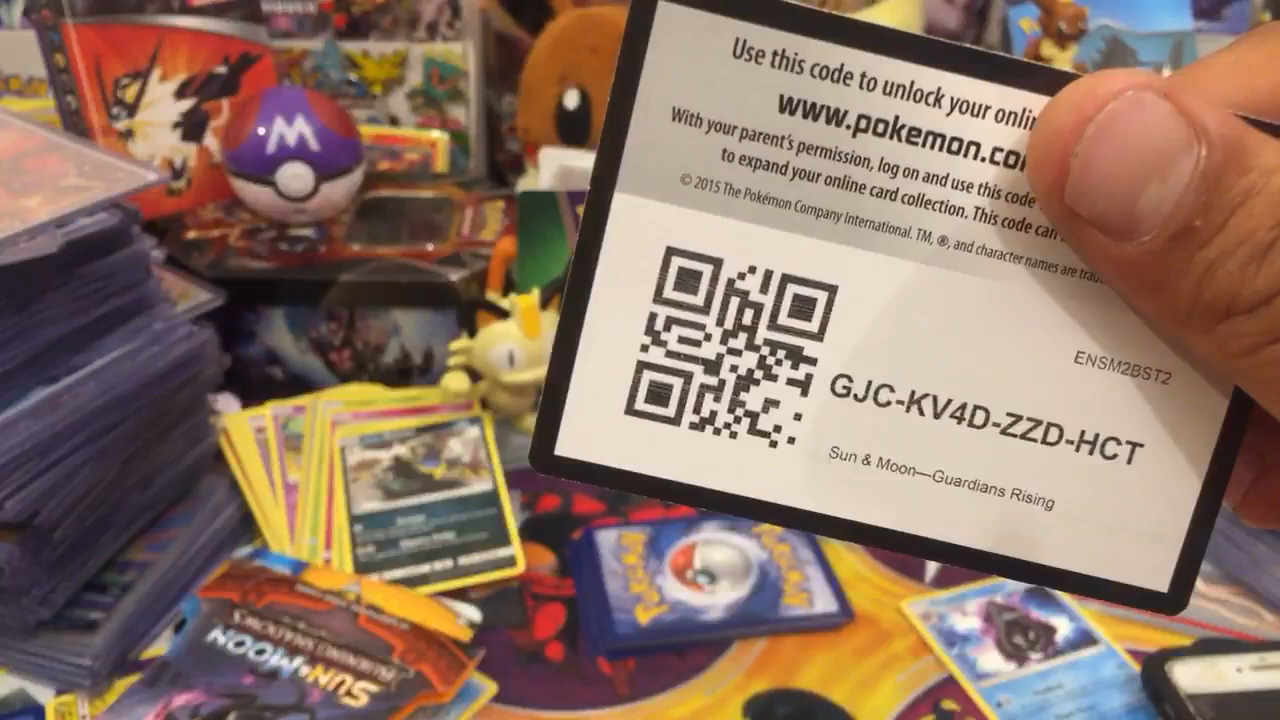 Use this code to unlock your onli
www.pokemon.co
With your parent's permission, log on and use this code
to expand your online card collection. This code can
© 2015 The Pokémon Company International. TM, ®, and character names are trad
ENSM2BST2
GJC-KV4D-ZZD-HCT
Sun & Moon—Guardians Rising
M
SUN & MOON